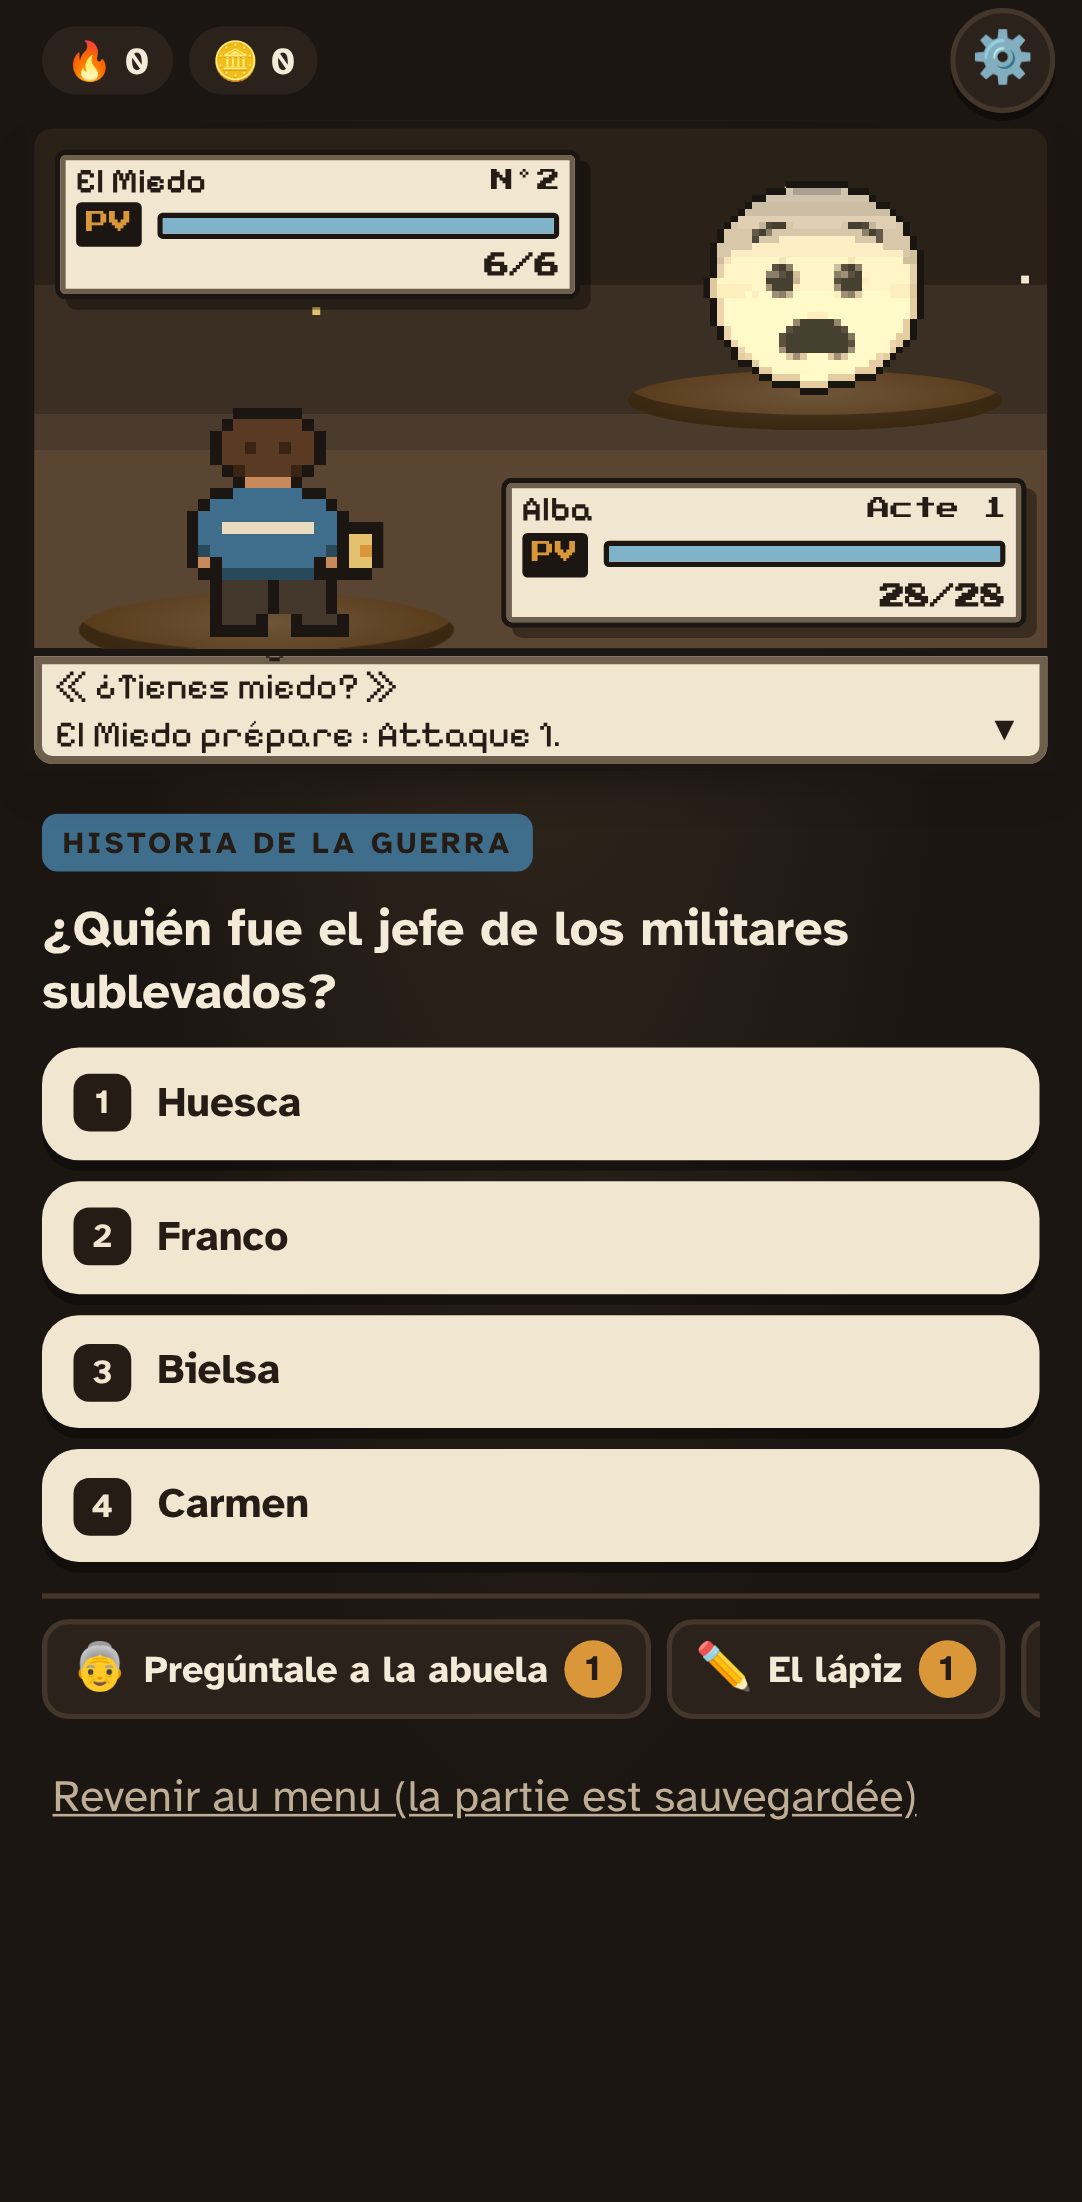 0 0
El Miedo N°2
PV
6/6
Alba Acte 1
PV
28/28
« ¿Tienes miedo? »
El Miedo prépare : Attaque 1.
HISTORIA DE LA GUERRA
¿Quién fue el jefe de los militares
sublevados?
1 Huesca
2 Franco
3 Bielsa
4 Carmen
Pregúntale a la abuela 1 El lápiz 1
Revenir au menu (la partie est sauvegardée)